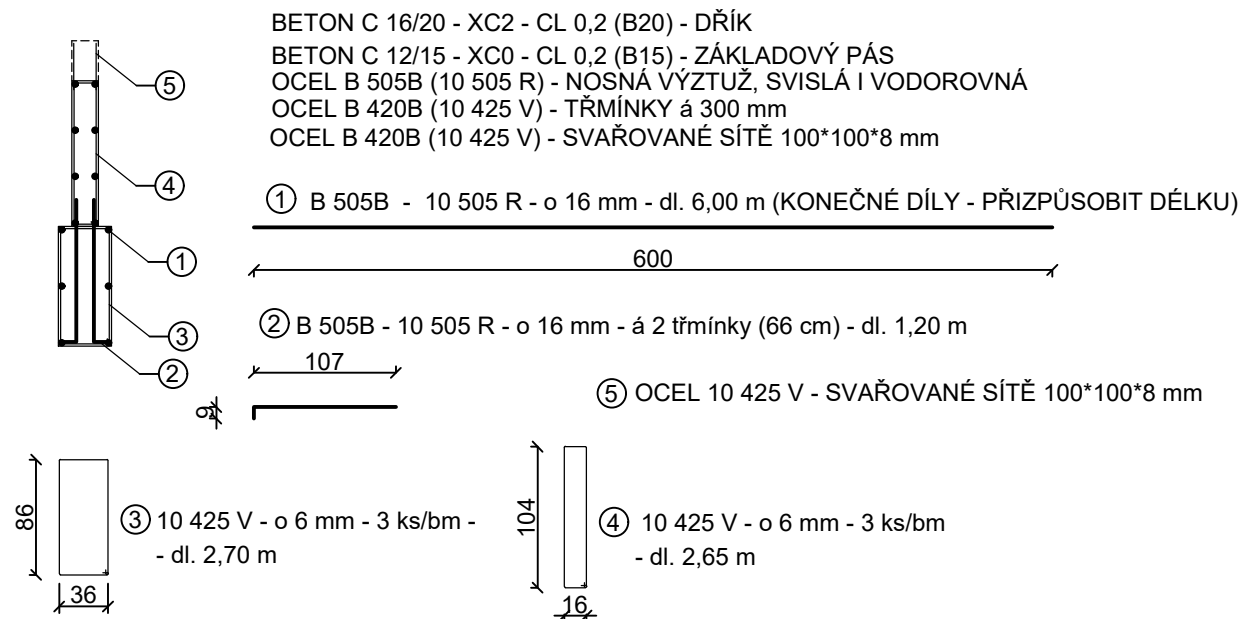 BETON C 16/20 - XC2 - CL 0,2 (B20) - DŘÍK
BETON C 12/15 - XC0 - CL 0,2 (B15) - ZÁKLADOVÝ PÁS
OCEL B 505B (10 505 R) - NOSNÁ VÝZTUŽ, SVISLÁ I VODOROVNÁ
OCEL B 420B (10 425 V) - TŘMÍNKY á 300 mm
OCEL B 420B (10 425 V) - SVAŘOVANÉ SÍTĚ 100*100*8 mm
5
4
1
3
2
1 B 505B - 10 505 R - o 16 mm - dl. 6,00 m (KONEČNÉ DÍLY - PŘIZPŮSOBIT DÉLKU)
600
2 B 505B - 10 505 R - o 16 mm - á 2 třmínky (66 cm) - dl. 1,20 m
107
9
5 OCEL 10 425 V - SVAŘOVANÉ SÍTĚ 100*100*8 mm
86
3 10 425 V - o 6 mm - 3 ks/bm -
- dl. 2,70 m
36
104
4 10 425 V - o 6 mm - 3 ks/bm
- dl. 2,65 m
16